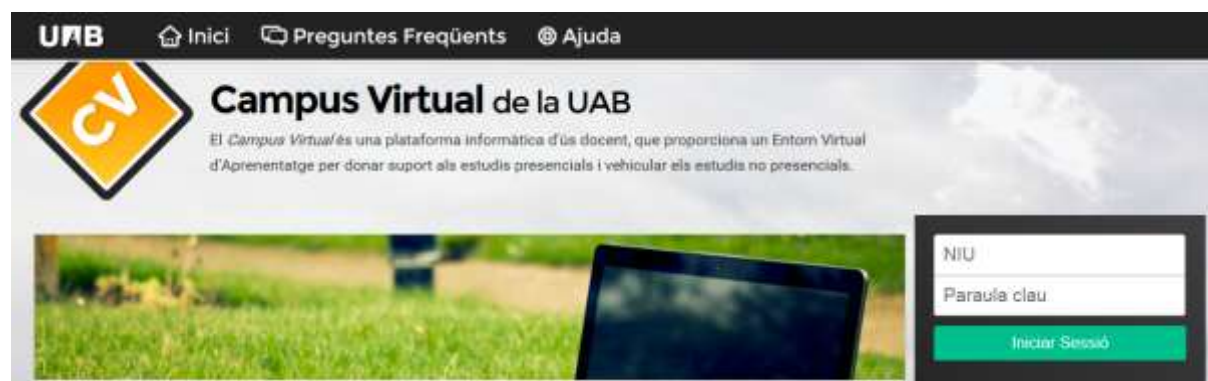 UAB Inici Preguntes Freqüents Ajuda
CV
Campus Virtual de la UAB
El Campus Virtual és una plataforma informàtica d'ús docent, que proporciona un Entorn Virtual
d'Aprenentatge per donar suport als estudis presencials i vehicular els estudis no presencials.
NIU
Paraula clau
Iniciar Sessió